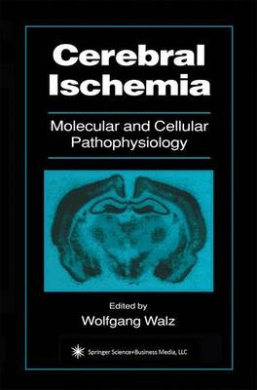 Cerebral
Ischemia
Molecular and Cellular
Pathophysiology
Edited by
Wolfgang Walz
Springer Science+Business Media, LLC